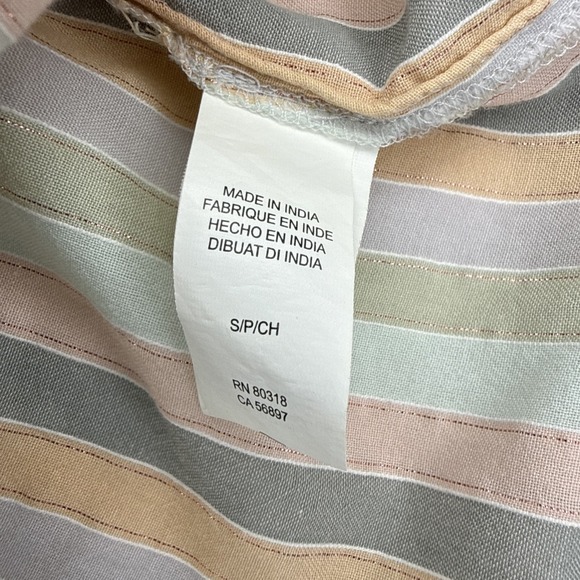 MADE IN INDIA
FABRIQUE EN INDE
HECHO EN INDIA
DIBUAT DI INDIA
S/P/CH
RN 80318
CA 56897